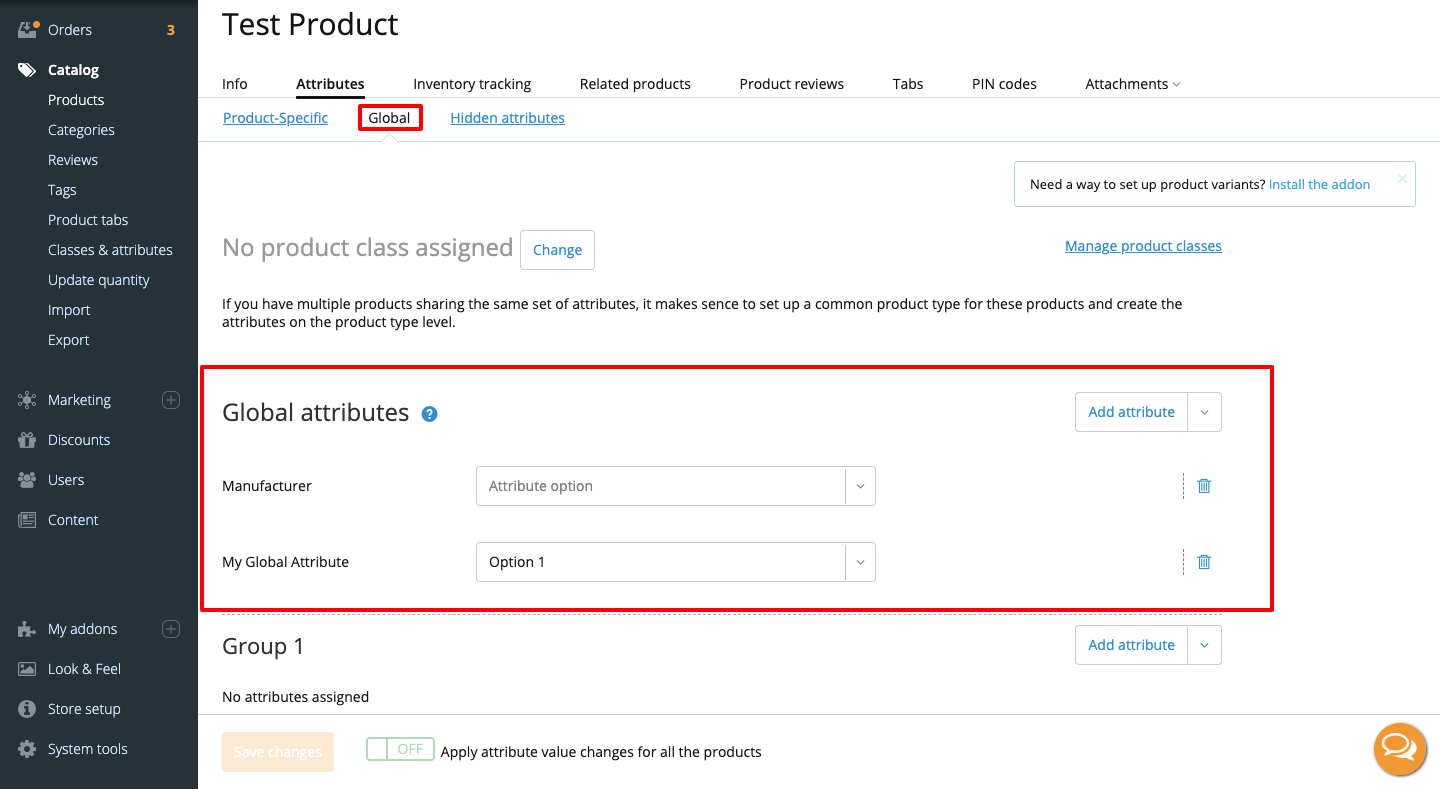 Orders 3
Catalog
Products
Categories
Reviews
Tags
Product tabs
Classes & attributes
Update quantity
Import
Export
Marketing
Discounts
Users
Content
My addons
Look & Feel
Store setup
System tools
Test Product
Info Attributes Inventory tracking Related products Product reviews Tabs PIN codes Attachments
Product-Specific Global Hidden attributes
Need a way to set up product variants? Install the addon
No product class assigned Change Manage product classes
If you have multiple products sharing the same set of attributes, it makes sence to set up a common product type for these products and create the
attributes on the product type level.
Global attributes ? Add attribute
Manufacturer Attribute option
My Global Attribute Option 1
Group 1 Add attribute
No attributes assigned
Save changes OFF Apply attribute value changes for all the products